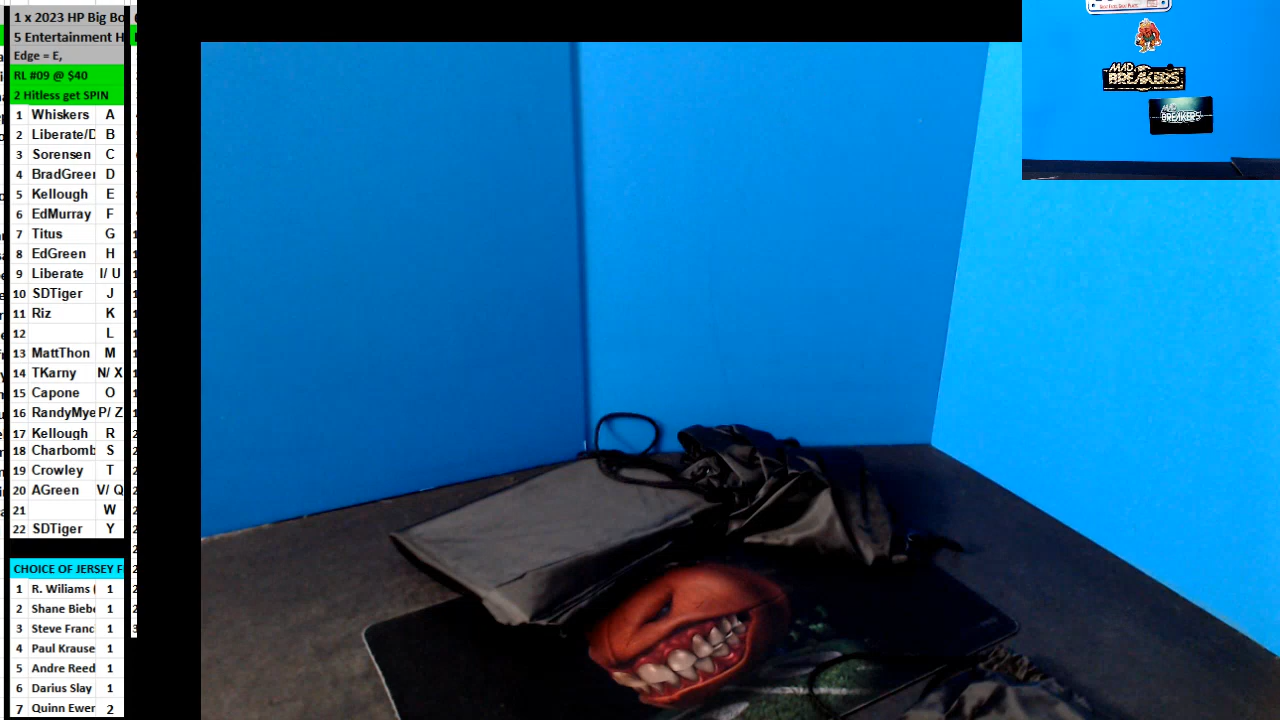 1 x 2023 HP Big Bo
5 Entertainment H
Edge = E,
RL #09 @ $40
2 Hitless get SPIN
1 Whiskers A
2 Liberate/D B
3 Sorensen C
4 BradGreen D
5 Kellough E
6 EdMurray F
7 Titus G
8 EdGreen H
9 Liberate I/ U
10 SDTiger J
11 Riz K
12 L
13 MattThon M
14 TKarny N/ X
15 Capone O
16 RandyMye P/ Z
17 Kellough R
18 Charbomb S
19 Crowley T
20 AGreen V/ Q
21 W
22 SDTiger Y
CHOICE OF JERSEY F
1 R. Wiliams ( 1
2 Shane Biebe 1
3 Steve Franc 1
4 Paul Krause 1
5 Andre Reed 1
6 Darius Slay 1
7 Quinn Ewer 2
MAD
BREAKERS
MAD
BREAKERS